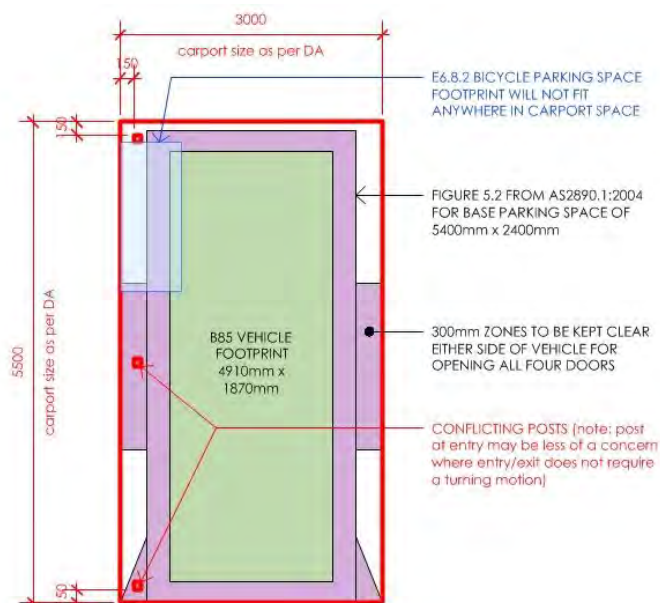 3000
carport size as per DA
150
E6.8.2 BICYCLE PARKING SPACE
FOOTPRINT WILL NOT FIT
ANYWHERE IN CARPORT SPACE
150
FIGURE 5.2 FROM AS2890.1:2004
FOR BASE PARKING SPACE OF
5400mm x 2400mm
5500
carport size as per DA
B85 VEHICLE
FOOTPRINT
4910mm x
1870mm
300mm ZONES TO BE KEPT CLEAR
EITHER SIDE OF VEHICLE FOR
OPENING ALL FOUR DOORS
CONFLICTING POSTS (note: post
at entry may be less of a concern
where entry/exit does not require
a turning motion)